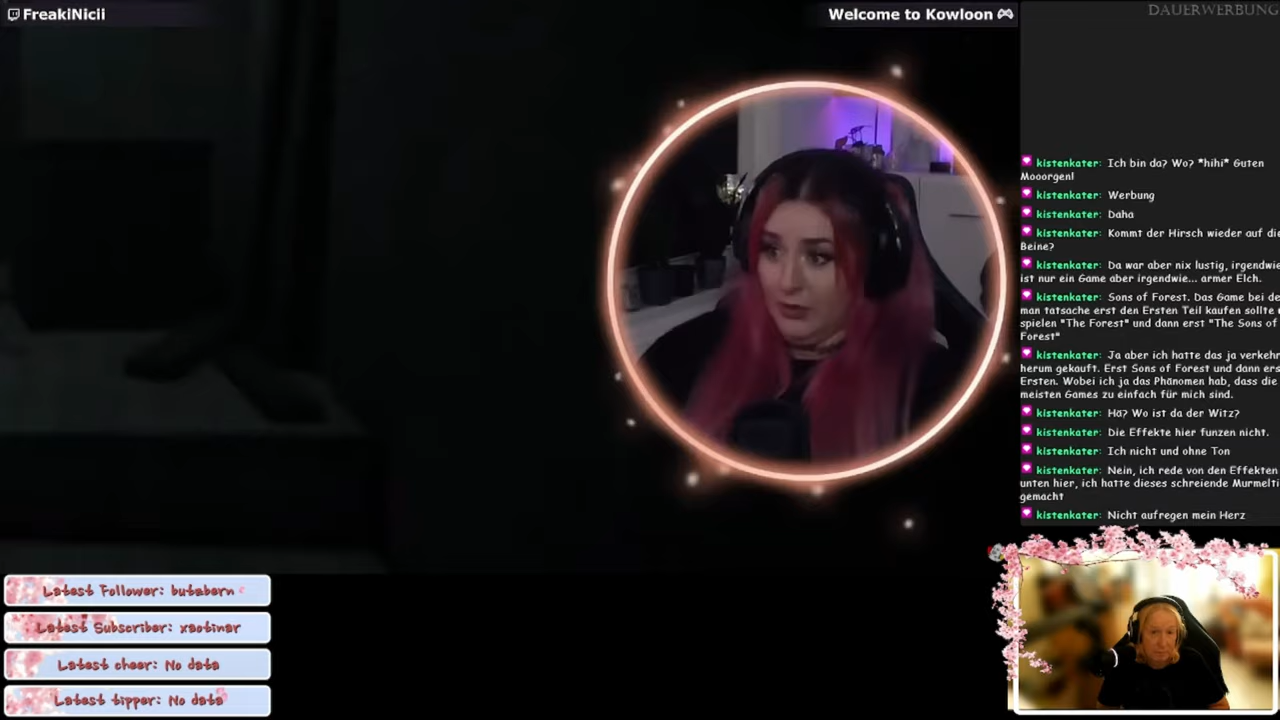 FreakiNicii
Welcome to Kowloon
DAUERWERBUNG
kistenkater: Ich bin da? Wo? *hihi* Guten
Mooorgen!
kistenkater: Werbung
kistenkater: Daha
kistenkater: Kommt der Hirsch wieder auf die
Beine?
kistenkater: Da war aber nix lustig, irgendwie
ist nur ein Game aber irgendwie... armer Elch.
kistenkater: Sons of Forest. Das Game bei de
man tatsache erst den Ersten Teil kaufen sollte
spielen "The Forest" und dann erst "The Sons of
Forest"
kistenkater: Ja aber ich hatte das ja verkehr
herum gekauft. Erst Sons of Forest und dann ers
Ersten. Wobei ich ja das Phänomen hab, dass die
meisten Games zu einfach für mich sind.
kistenkater: Hä? Wo ist da der Witz?
kistenkater: Die Effekte hier funzen nicht.
kistenkater: Ich nicht und ohne Ton
kistenkater: Nein, ich rede von den Effekten
unten hier, ich hatte dieses schreiende Murmelti
gemacht
kistenkater: Nicht aufregen mein Herz
Latest Follower: butabern
Latest Subscriber: xaotinar
Latest cheer: No data
Latest tipper: No data